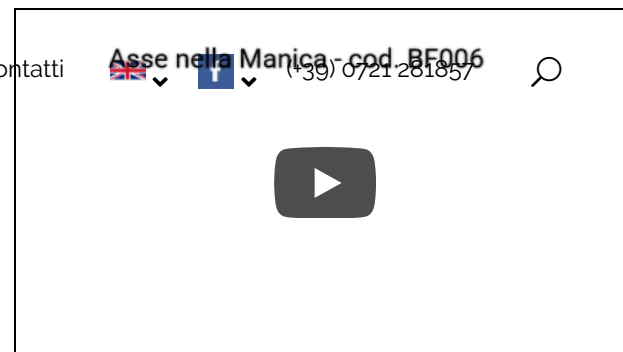 Asse nella Manica - cod. BF006
ontatti
f
(+39) 0721 281857